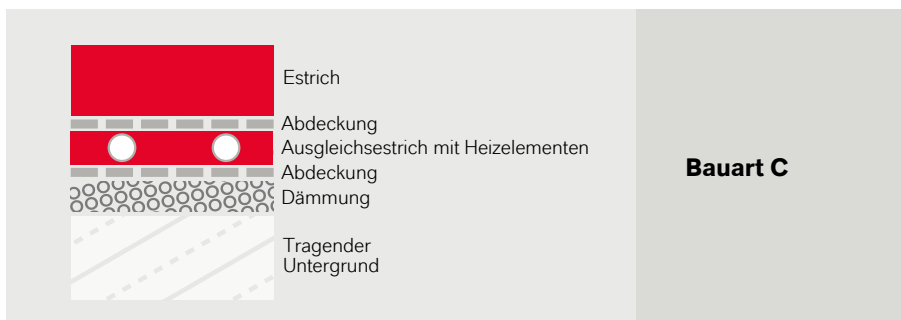 Estrich
Abdeckung
Ausgleichsestrich mit Heizelementen
Abdeckung
Dämmung
Tragender
Untergrund
Bauart C